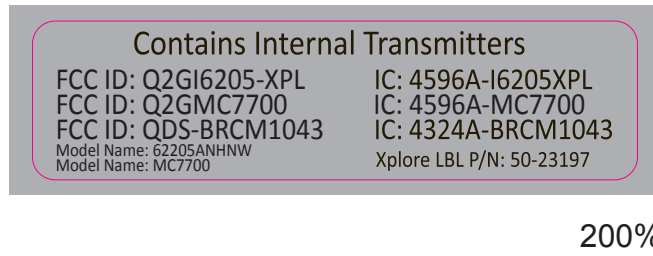 Contains Internal Transmitters
FCC ID: Q2GI6205-XPL
FCC ID: Q2GMC7700
FCC ID: QDS-BRCM1043
Model Name: 62205ANHNW
Model Name: MC7700
IC: 4596A-I6205XPL
IC: 4596A-MC7700
IC: 4324A-BRCM1043
Xplore LBL P/N: 50-23197
200%